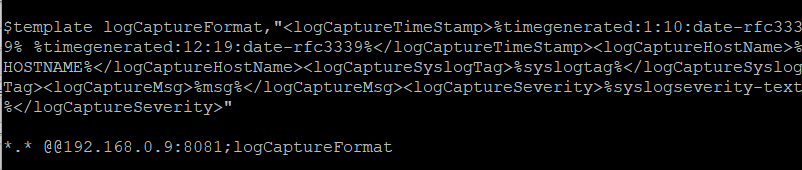 $template logCaptureFormat,"<logCaptureTimeStamp>%timegenerated:1:10:date-rfc333
9% %timegenerated:12:19:date-rfc3339%</logCaptureTimeStamp><logCaptureHostName>%
HOSTNAME%</logCaptureHostName><logCaptureSyslogTag>%syslogtag%</logCaptureSyslog
Tag><logCaptureMsg>%msg%</logCaptureMsg><logCaptureSeverity>%syslogseverity-text
%</logCaptureSeverity>"
*.* @@192.168.0.9:8081;logCaptureFormat